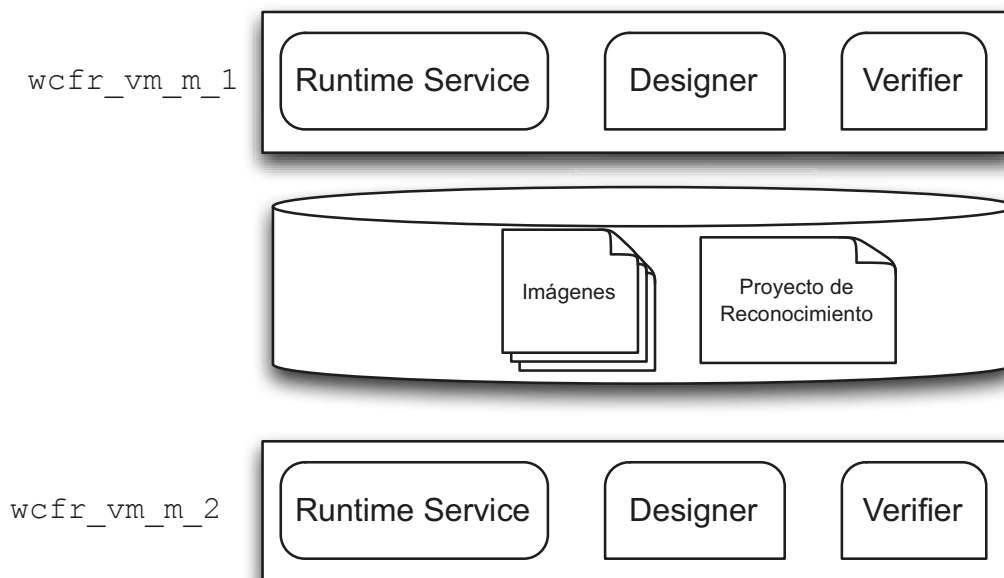 wcfr_vm_m_1
Runtime Service
Designer
Verifier
Imágenes
Proyecto de
Reconocimiento
wcfr_vm_m_2
Runtime Service
Designer
Verifier